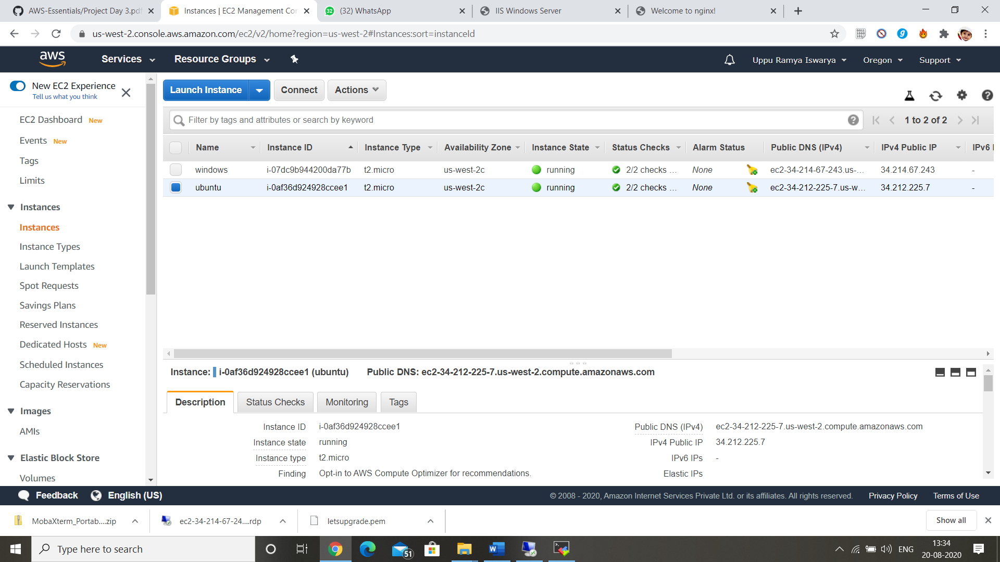 AWS-Essentials/Project Day 3.pdf
Instances | EC2 Management Con
32
(32) WhatsApp
IIS Windows Server
Welcome to nginx!
us-west-2.console.aws.amazon.com/ec2/v2/home?region=us-west-2#Instances:sort=instanceId
aws
Services
Resource Groups
Uppu Ramya Iswarya
Oregon
Support
New EC2 Experience
Tell us what you think
EC2 Dashboard New
Events New
Tags
Limits
Instances
Instances
Instance Types
Launch Templates
Spot Requests
Savings Plans
Reserved Instances
Dedicated Hosts New
Scheduled Instances
Capacity Reservations
Images
AMIs
Elastic Block Store
Volumes
Launch Instance
Connect
Actions
Filter by tags and attributes or search by keyword
1 to 2 of 2
Name Instance ID Instance Type Availability Zone Instance State Status Checks Alarm Status Public DNS (IPv4) IPv4 Public IP IPv6 I
windows i-07dc9b944200da77b t2.micro us-west-2c running 2/2 checks ... None ec2-34-214-67-243.us-... 34.214.67.243 -
ubuntu i-0af36d924928ccee1 t2.micro us-west-2c running 2/2 checks ... None ec2-34-212-225-7.us-w... 34.212.225.7 -
Instance: i-0af36d924928ccee1 (ubuntu) Public DNS: ec2-34-212-225-7.us-west-2.compute.amazonaws.com
Description
Status Checks
Monitoring
Tags
Instance ID i-0af36d924928ccee1
Instance state running
Instance type t2.micro
Finding Opt-in to AWS Compute Optimizer for recommendations.
Public DNS (IPv4) ec2-34-212-225-7.us-west-2.compute.amazonaws.com
IPv4 Public IP 34.212.225.7
IPv6 IPs -
Elastic IPs
Feedback
English (US)
© 2008 - 2020, Amazon Internet Services Private Ltd. or its affiliates. All rights reserved.
Privacy Policy
Terms of Use
MobaXterm_Portab....zip
ec2-34-214-67-24....rdp
letsupgrade.pem
Show all
Type here to search
51
ENG
13:34
20-08-2020